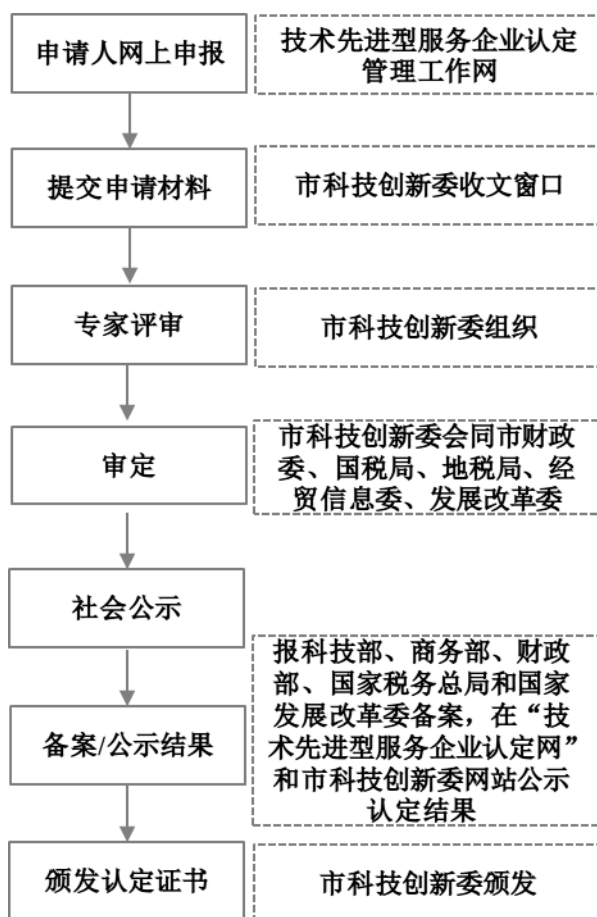 申请人网上申报
技术先进型服务企业认定
管理工作网
提交申请材料
市科技创新委收文窗口
专家评审
市科技创新委组织
审定
市科技创新委会同市财政
委、国税局、地税局、经
贸信息委、发展改革委
社会公示
备案/公示结果
报科技部、商务部、财政
部、国家税务总局和国家
发展改革委备案，在“技
术先进型服务企业认定网”
和市科技创新委网站公示
认定结果
颁发认定证书
市科技创新委颁发